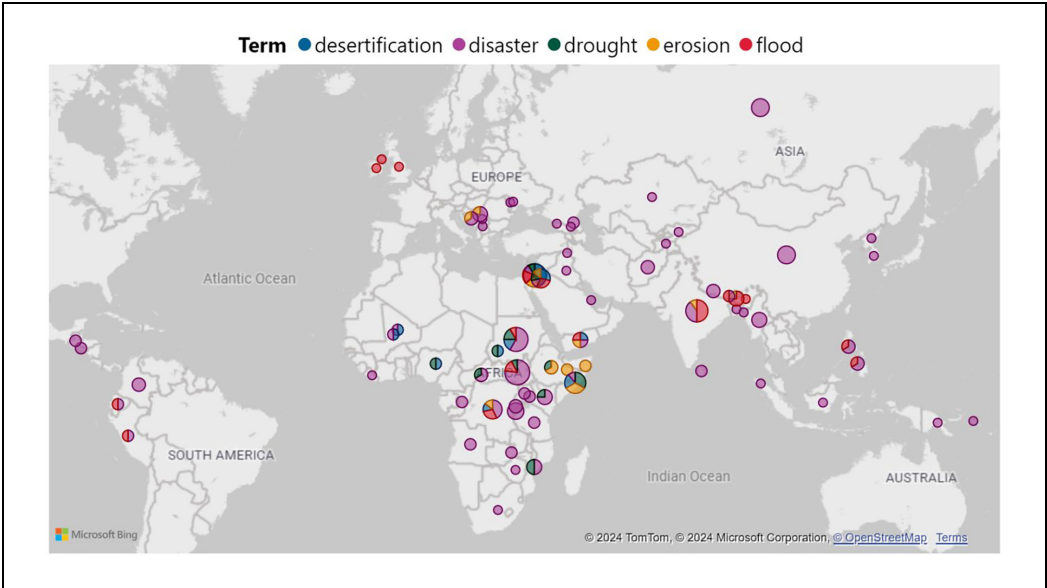 Term desertification disaster drought erosion flood
ASIA
EUROPE
Atlantic Ocean
AFRICA
SOUTH AMERICA
Indian Ocean
AUSTRALIA
Microsoft Bing
© 2024 TomTom, © 2024 Microsoft Corporation, © OpenStreetMap Terms